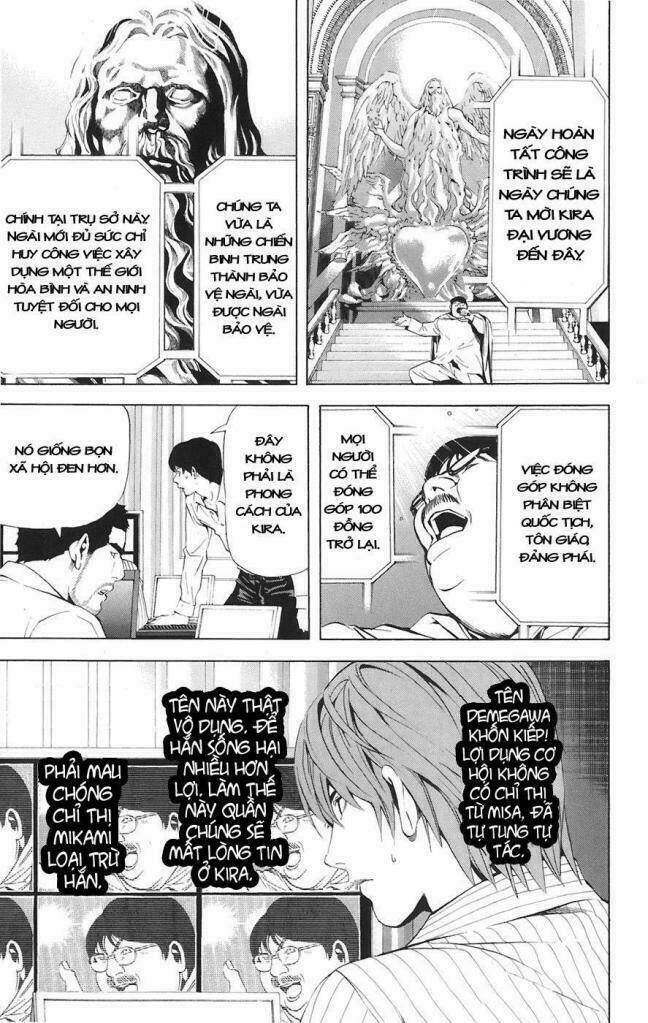 NGÀY HOÀN
TẤT CÔNG
TRÌNH SẼ LÀ
NGÀY CHÚNG
TA MỜI KIRA
ĐẠI VƯƠNG
ĐẾN ĐÂY.
CHÚNG TA
VỪA LÀ
NHỮNG CHIẾN
BINH TRUNG
THÀNH BẢO
VỆ NGÀI, VỪA
ĐƯỢC NGÀI
BẢO VỆ.
CHÍNH TẠI TRỤ SỞ NÀY
NGÀI MỚI ĐỦ SỨC CHỈ
HUY CÔNG VIỆC XÂY
DỰNG MỘT THẾ GIỚI
HÒA BÌNH VÀ AN NINH
TUYỆT ĐỐI CHO MỌI
NGƯỜI.
VIỆC ĐÓNG
GÓP KHÔNG
PHÂN BIỆT
QUỐC TỊCH,
TÔN GIÁO,
ĐẢNG PHÁI.
MỌI
NGƯỜI
CÓ THỂ
ĐÓNG
GÓP 100
ĐỒNG
TRỞ LẠI.
ĐÂY
KHÔNG
PHẢI LÀ
PHONG
CÁCH CỦA
KIRA.
NÓ GIỐNG BỌN
XÃ HỘI ĐEN HƠN.
TÊN
DEMEGAWA
KHỐN KIẾP!
LỢI DỤNG CƠ
HỘI KHÔNG
CÓ CHỈ THỊ
TỪ MISA, ĐÃ
TỰ TUNG TỰ
TÁC.
TÊN NÀY THẬT
VÔ DỤNG. ĐỂ
HẮN SỐNG HẠI
NHIỀU HƠN
LỢI. LÀM THẾ
NÀY QUẦN
CHÚNG SẼ
MẤT LÒNG TIN
Ở KIRA.
PHẢI MAU
CHÓNG
CHỈ THỊ
MIKAMI
LOẠI TRỪ
HẮN.